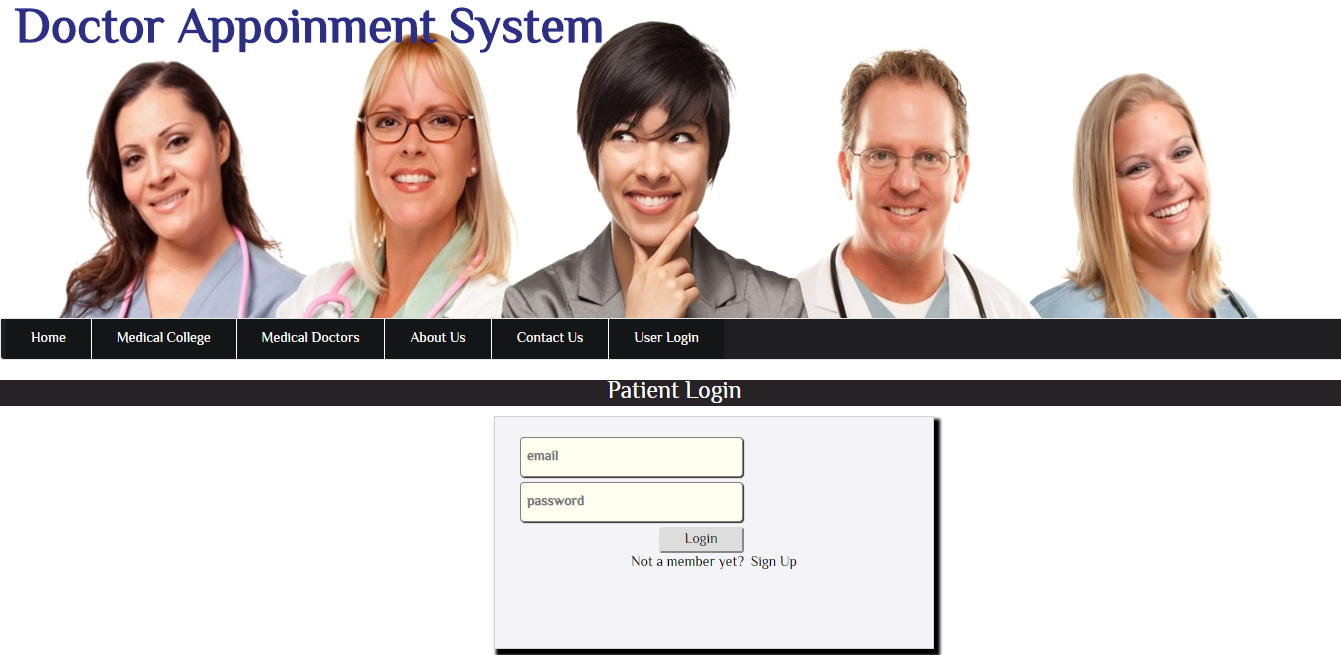 Doctor Appoinment System
Home Medical College Medical Doctors About Us Contact Us User Login
Patient Login
email
password
Login
Not a member yet? Sign Up